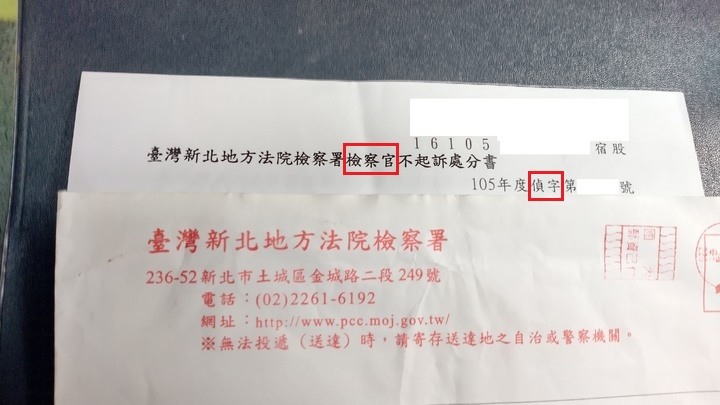 16105
宿股
臺灣新北地方法院檢察署檢察官不起訴處分書
105年度偵字第 號
臺灣新北地方法院檢察署
236-52新北市土城區金城路二段249號
電話:(02)2261-6192
網址:http://www.pcc.moj.gov.tw/
※無法投遞(送達)時,請寄存送達地之自治或警察機關。